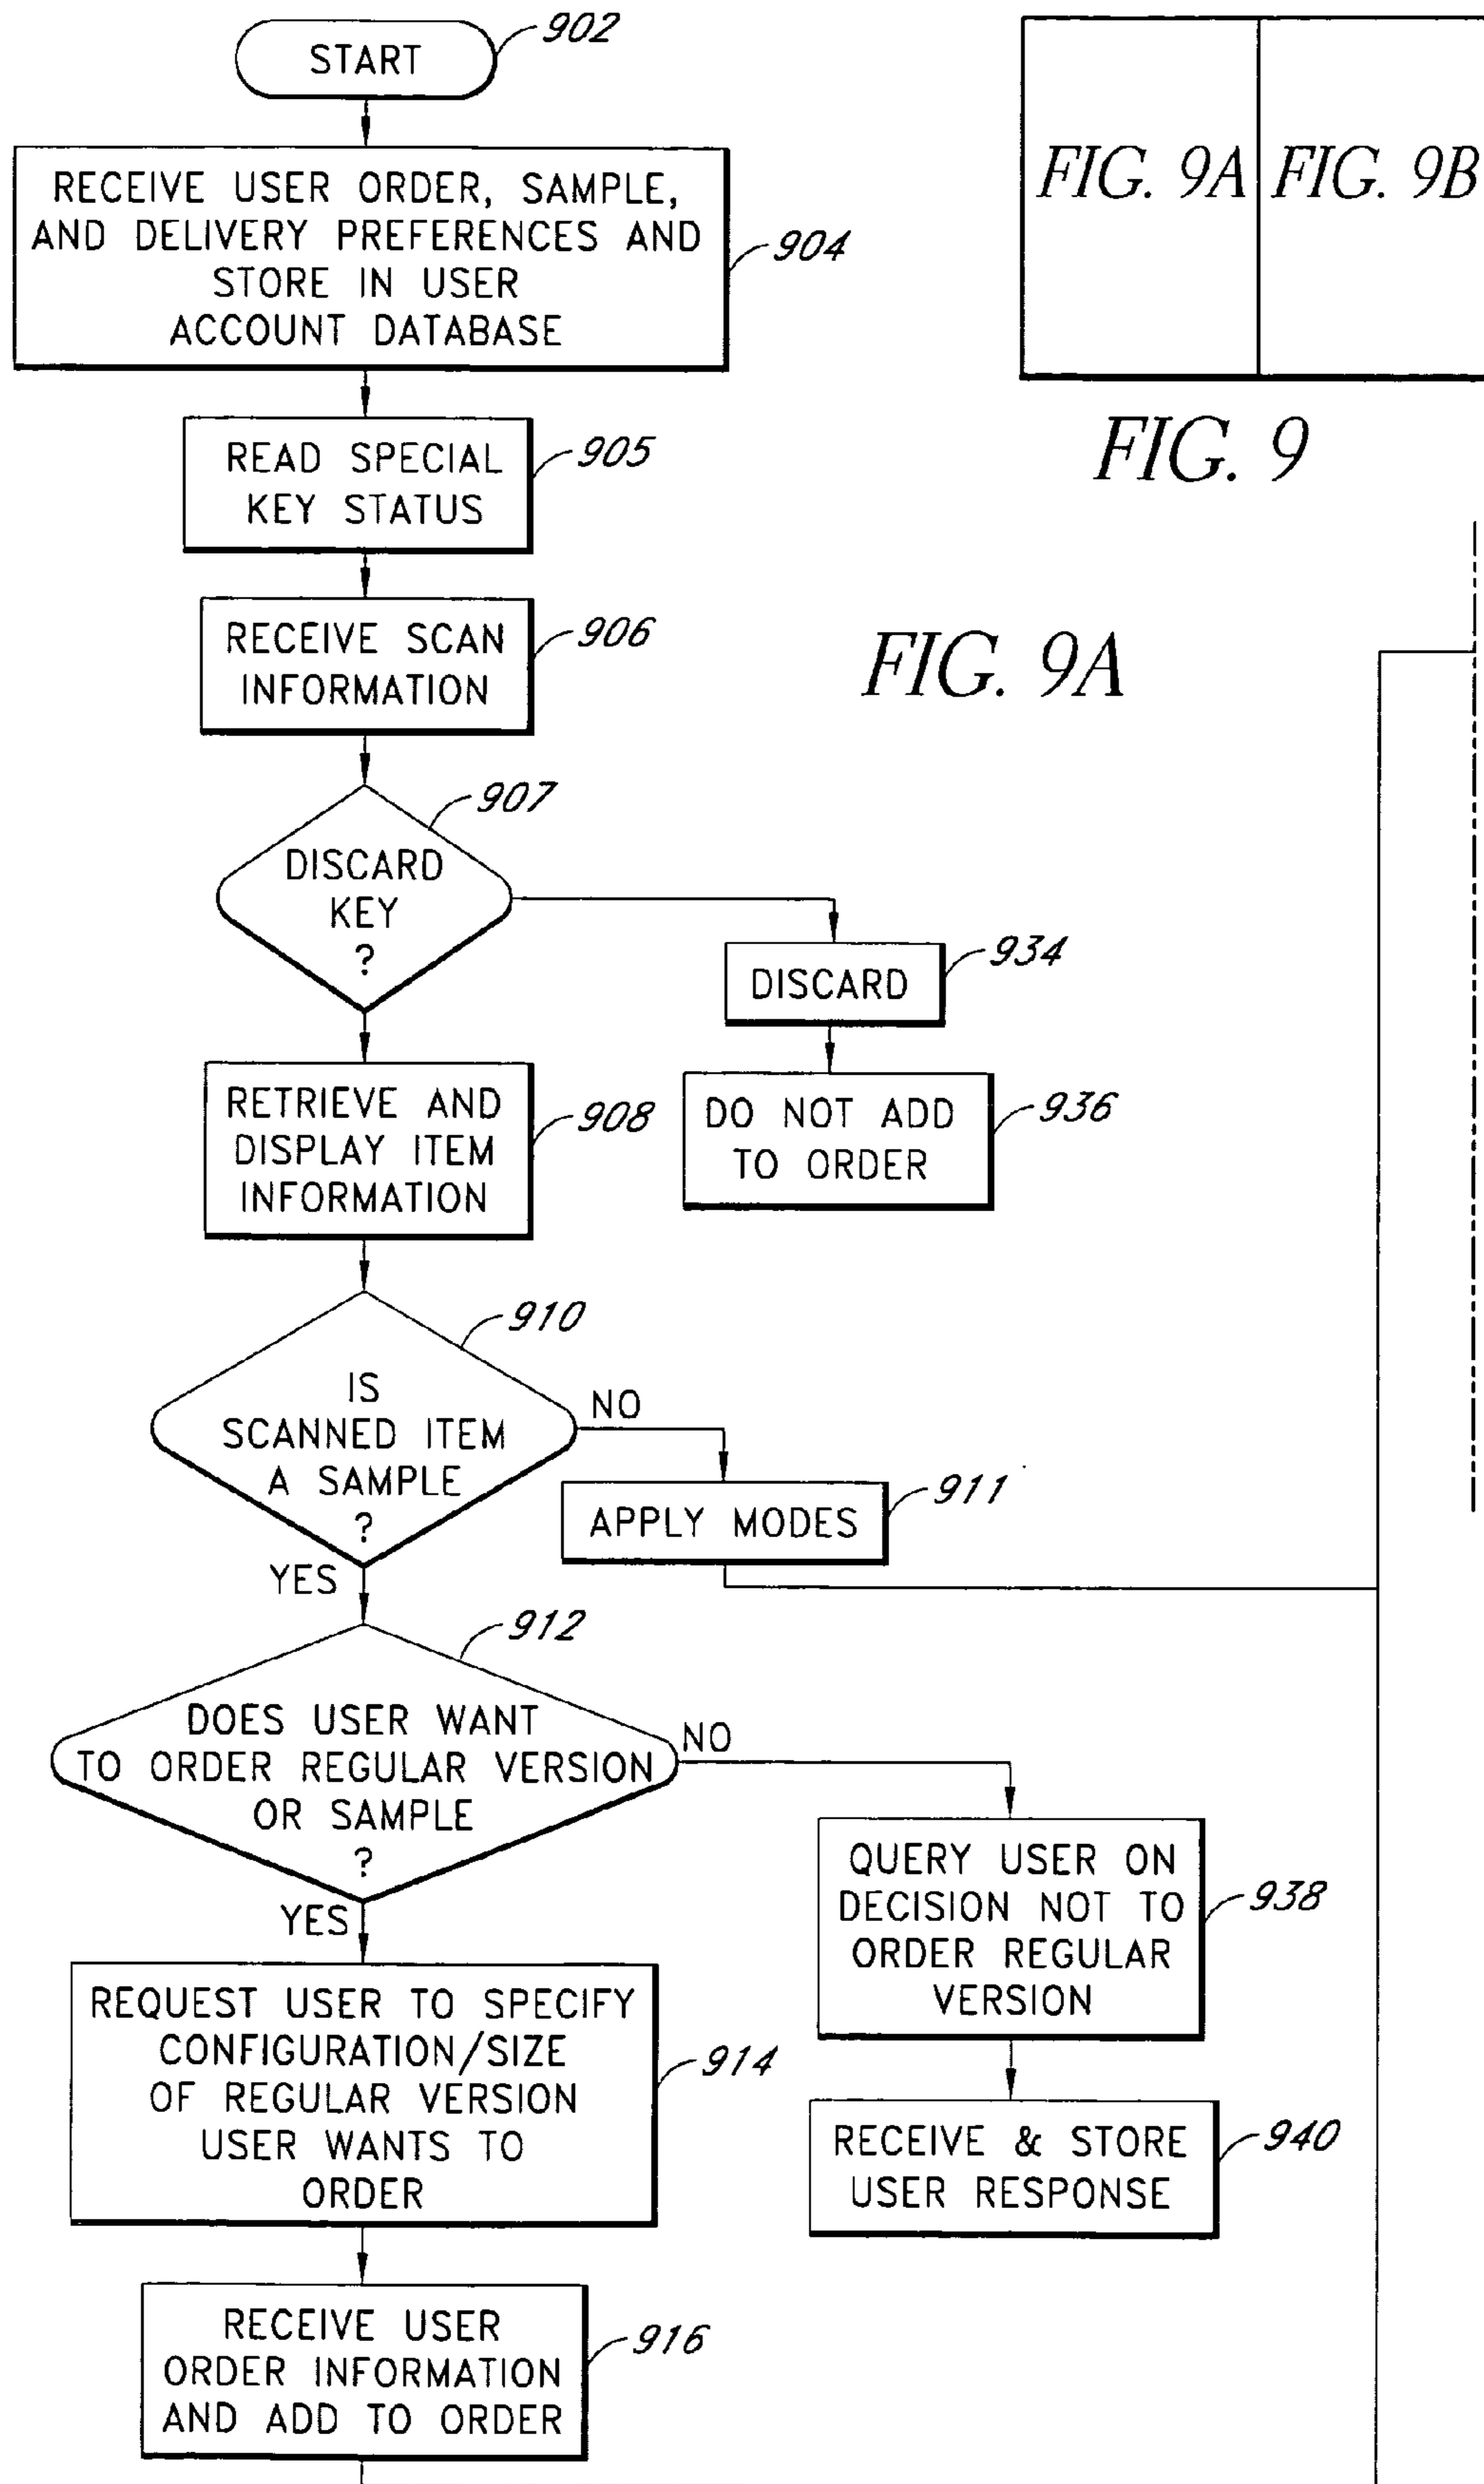 START
902
RECEIVE USER ORDER, SAMPLE,
AND DELIVERY PREFERENCES AND
STORE IN USER
ACCOUNT DATABASE
904
FIG. 9A
FIG. 9B
FIG. 9
READ SPECIAL
KEY STATUS
905
RECEIVE SCAN
INFORMATION
906
FIG. 9A
DISCARD
KEY
?
907
DISCARD
934
DO NOT ADD
TO ORDER
936
RETRIEVE AND
DISPLAY ITEM
INFORMATION
908
IS
SCANNED ITEM
A SAMPLE
?
910
NO
APPLY MODES
911
YES
DOES USER WANT
TO ORDER REGULAR VERSION
OR SAMPLE
?
912
NO
QUERY USER ON
DECISION NOT TO
ORDER REGULAR
VERSION
938
YES
REQUEST USER TO SPECIFY
CONFIGURATION/SIZE
OF REGULAR VERSION
USER WANTS TO
ORDER
914
RECEIVE & STORE
USER RESPONSE
940
RECEIVE USER
ORDER INFORMATION
AND ADD TO ORDER
916